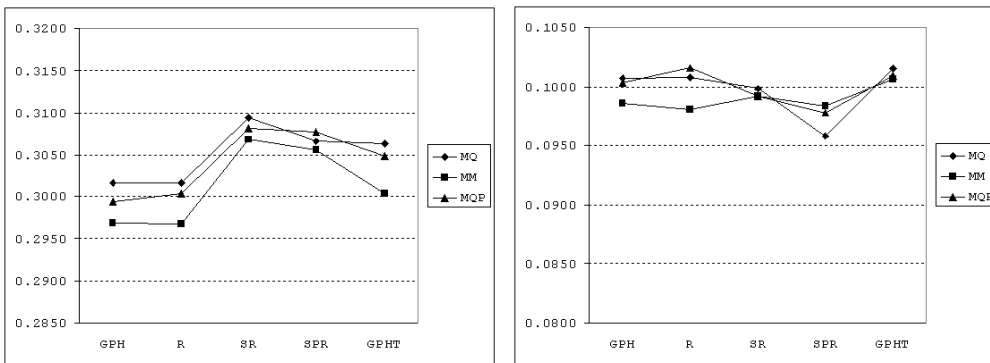 0.3200
0.3150
0.3100
0.3050
0.3000
0.2950
0.2900
0.2850
GPH R SR SPR GPHT
MQ
MM
MQP
0.1050
0.1000
0.0950
0.0900
0.0850
0.0800
GPH R SR SPR GPHT
MQ
MM
MQP